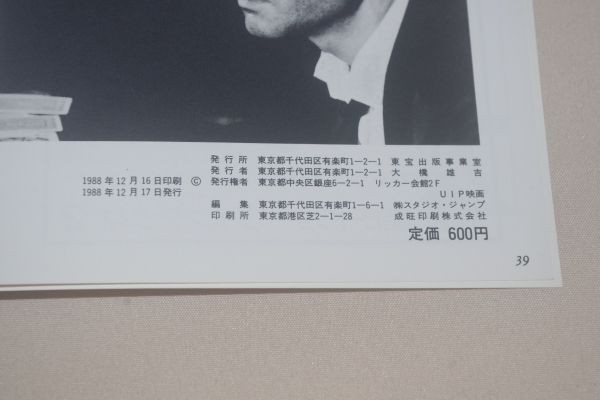 発行所 東京都千代田区有楽町1-2-1 東宝出版事業室
発行者 東京都千代田区有楽町1-2-1 大橋雄吉
1988年12月16日印刷 © 発行権者 東京都中央区銀座6-2-1 リッカー会館2F
1988年12月17日発行 UIP映画
編集 東京都千代田区有楽町1-6-1 ㈱スタジオ・ジャンプ
印刷所 東京都港区芝2-1-28 成旺印刷株式会社
定価 600円
39